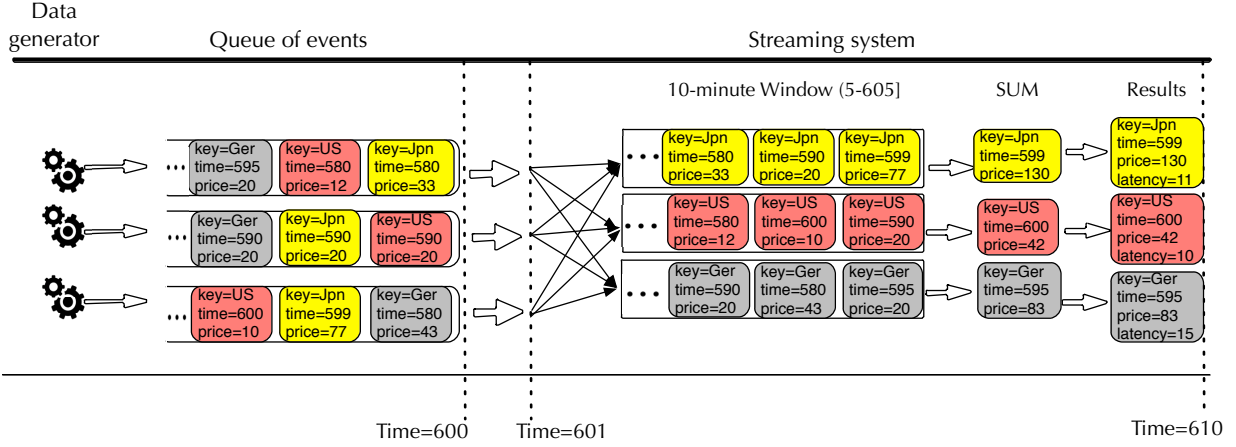 Data
generator
Queue of events
Streaming system
10-minute Window (5-605]
SUM
Results
key=Ger
time=595
price=20
key=US
time=580
price=12
key=Jpn
time=580
price=33
key=Ger
time=590
price=20
key=Jpn
time=590
price=20
key=US
time=590
price=20
key=US
time=600
price=10
key=Jpn
time=599
price=77
key=Ger
time=580
price=43
key=Jpn
time=580
price=33
key=Jpn
time=590
price=20
key=Jpn
time=599
price=77
key=US
time=580
price=12
key=US
time=600
price=10
key=US
time=590
price=20
key=Ger
time=590
price=20
key=Ger
time=580
price=43
key=Ger
time=595
price=20
key=Jpn
time=599
price=130
key=US
time=600
price=42
key=Ger
time=595
price=83
key=Jpn
time=599
price=130
latency=11
key=US
time=600
price=42
latency=10
key=Ger
time=595
price=83
latency=15
Time=600
Time=601
Time=610